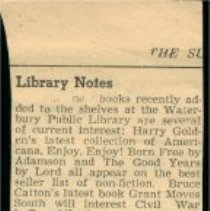 THE SU
Library Notes
books recently ad-
ded to the shelves at the Water-
bury Public Library are several
of current interest: Harry Gold-
en's latest collection of Ameri-
cana, Enjoy, Enjoy! Born Free by
Adamson and The Good Years
by Lord all appear on the best
seller list of non-fiction. Bruce
Catton's latest book Grant Moves
South will interest Civil War